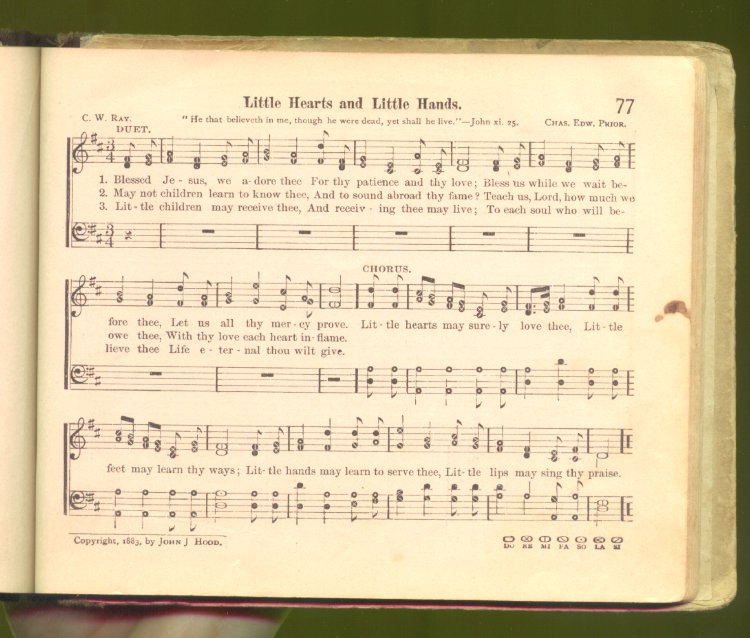 Little Hearts and Little Hands. 77
C. W. RAY. "He that believeth in me, though he were dead, yet shall he live."—John xi. 25. CHAS. EDW. PRIOR.
DUET.
1. Blessed Je - sus, we a-dore thee For thy patience and thy love; Bless us while we wait be-
2. May not children learn to know thee, And to sound abroad thy fame? Teach us, Lord, how much we
3. Lit-tle children may receive thee, And receiv - ing thee may live; To each soul who will be-
CHORUS.
fore thee, Let us all thy mer-cy prove. Lit-tle hearts may sure-ly love thee, Lit-tle
owe thee, With thy love each heart in-flame.
lieve thee Life e - ter - nal thou wilt give.
feet may learn thy ways; Lit-tle hands may learn to serve thee, Lit-tle lips may sing thy praise.
Copyright, 1883, by JOHN J HOOD.
DO RE MI FA SO LA SI